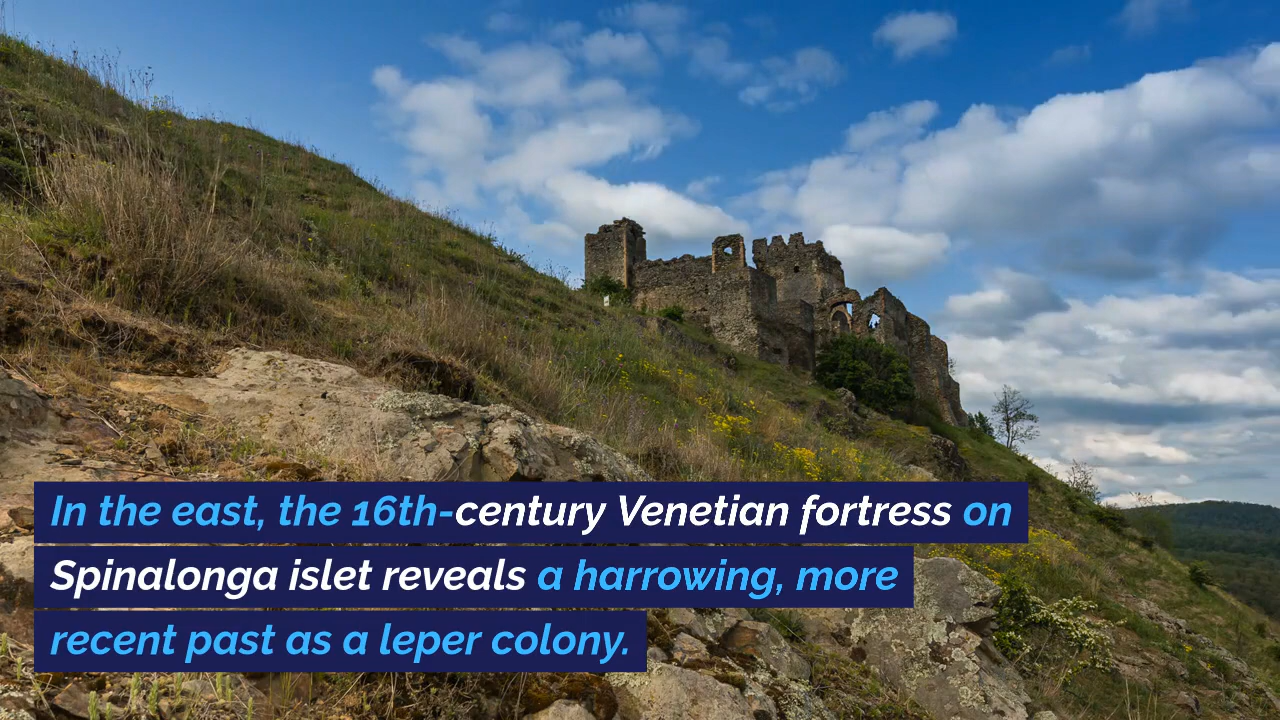 In the east, the 16th-century Venetian fortress on
Spinalonga islet reveals a harrowing, more
recent past as a leper colony.